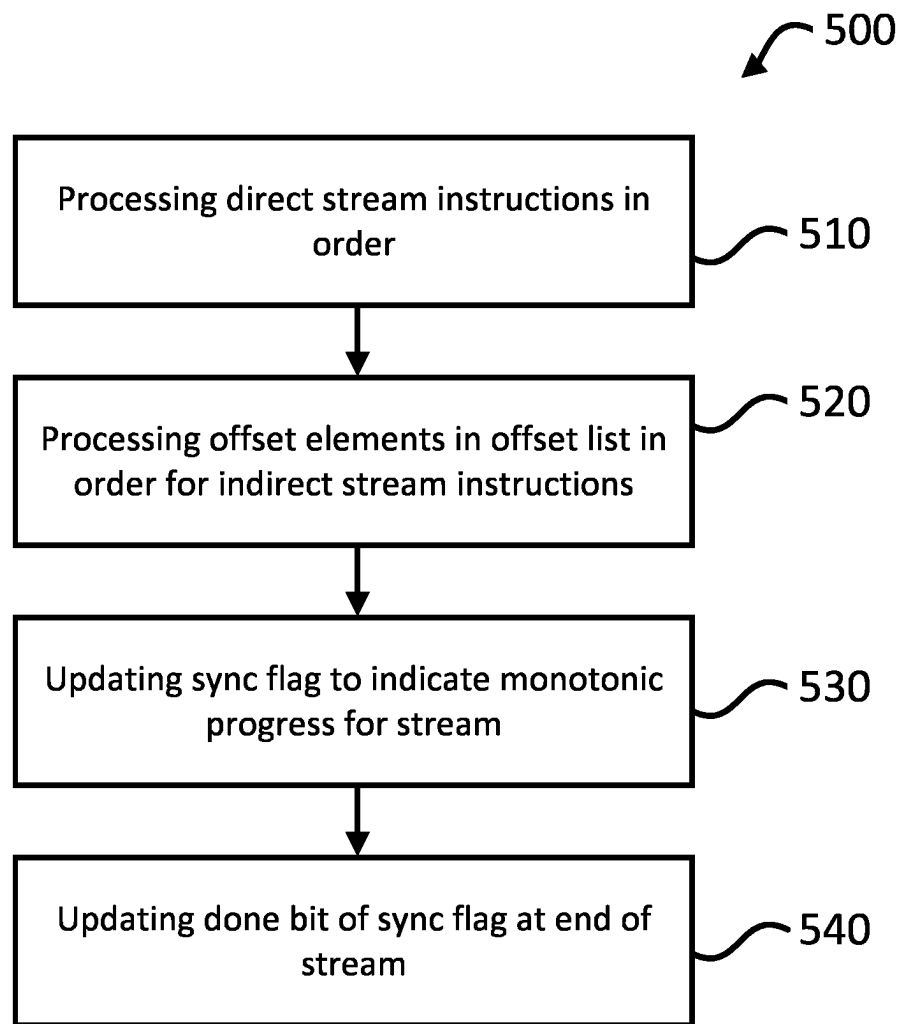 500
Processing direct stream instructions in
order
510
Processing offset elements in offset list in
order for indirect stream instructions
520
Updating sync flag to indicate monotonic
progress for stream
530
Updating done bit of sync flag at end of
stream
540